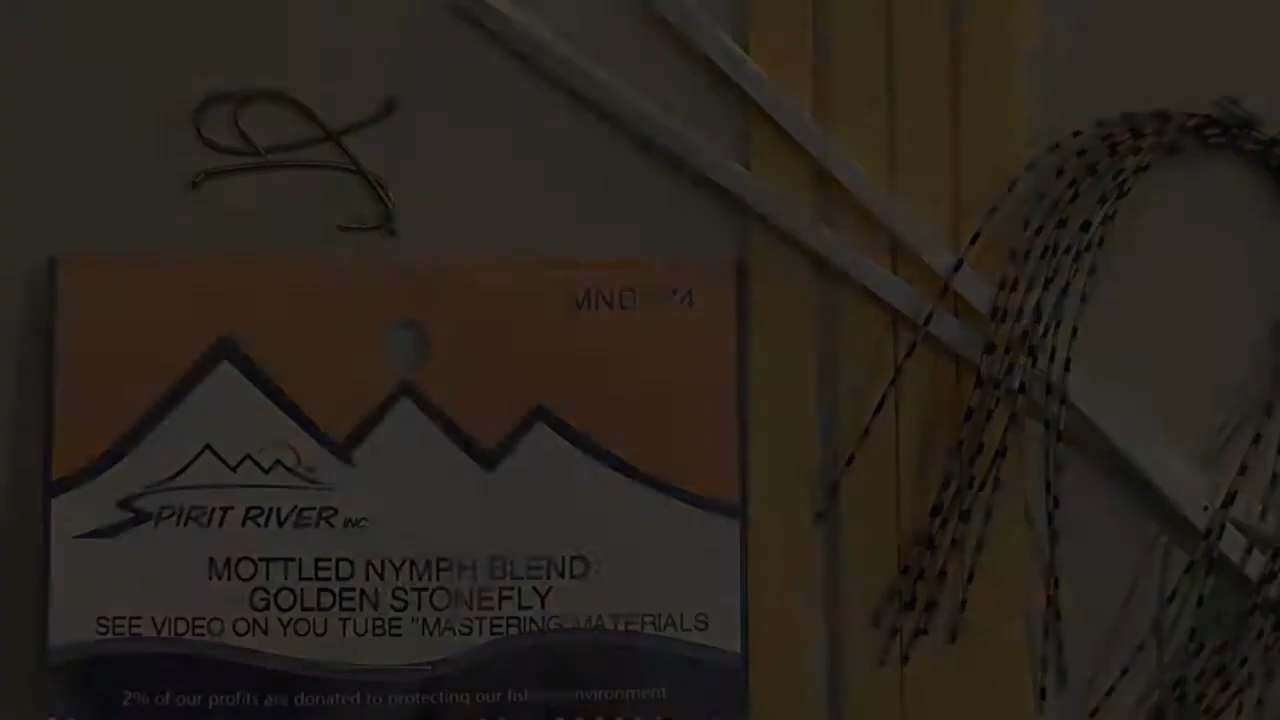 SPIRIT RIVER INC
MOTTLED NYMPH BLEND
GOLDEN STONEFLY
SEE VIDEO ON YOU TUBE "MASTERING MATERIALS
2% of our profits are donated to protecting our environment